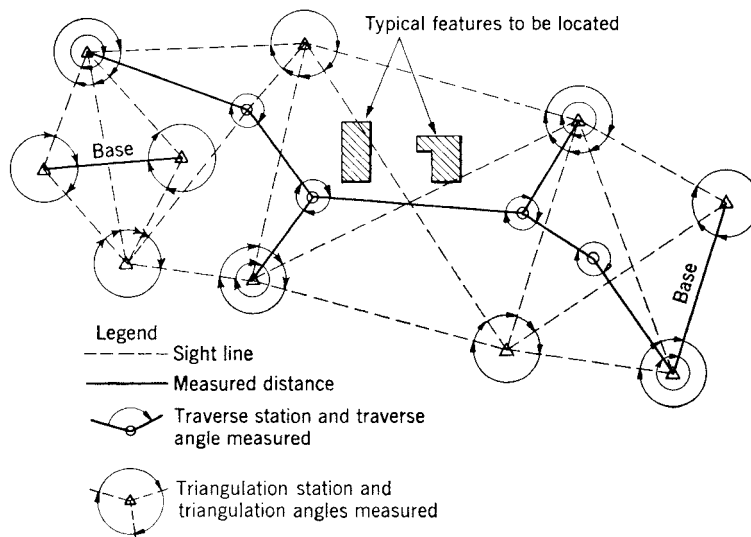 Typical features to be located
Base
Base
Legend
Sight line
Measured distance
Traverse station and traverse
angle measured
Triangulation station and
triangulation angles measured